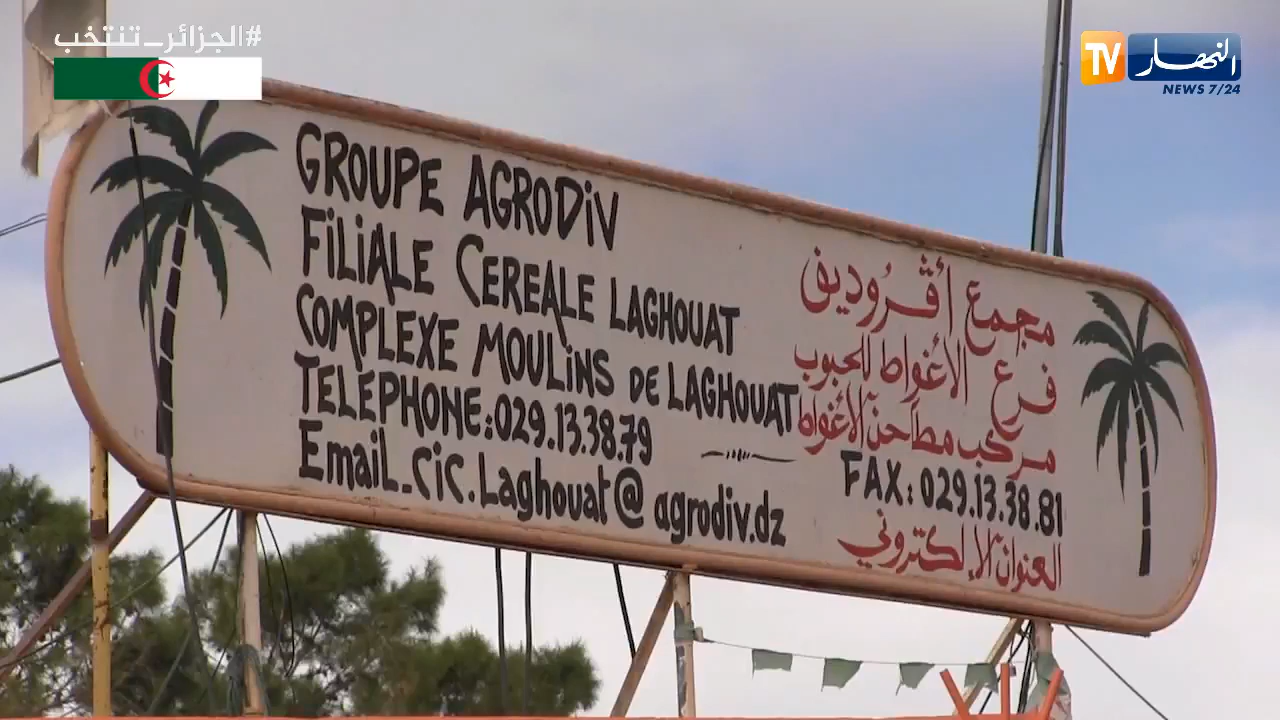 #الجزائر_تنتخب
TV النهار
NEWS 7/24
GROUPE AGRODiV
FiLiALE CEREALE LAGHOUAT
COMPLEXE MOULiNS DE LAGHOUAT
TELEPHONE:029.13.38.79
EmaiL_CiC.Laghouat@agrodiv.dz
مجمع أڤروديف
فرع الأغواط للحبوب
مركب مطاحن الأغواط
FAX: 029.13.38.81
العنوان الإلكتروني